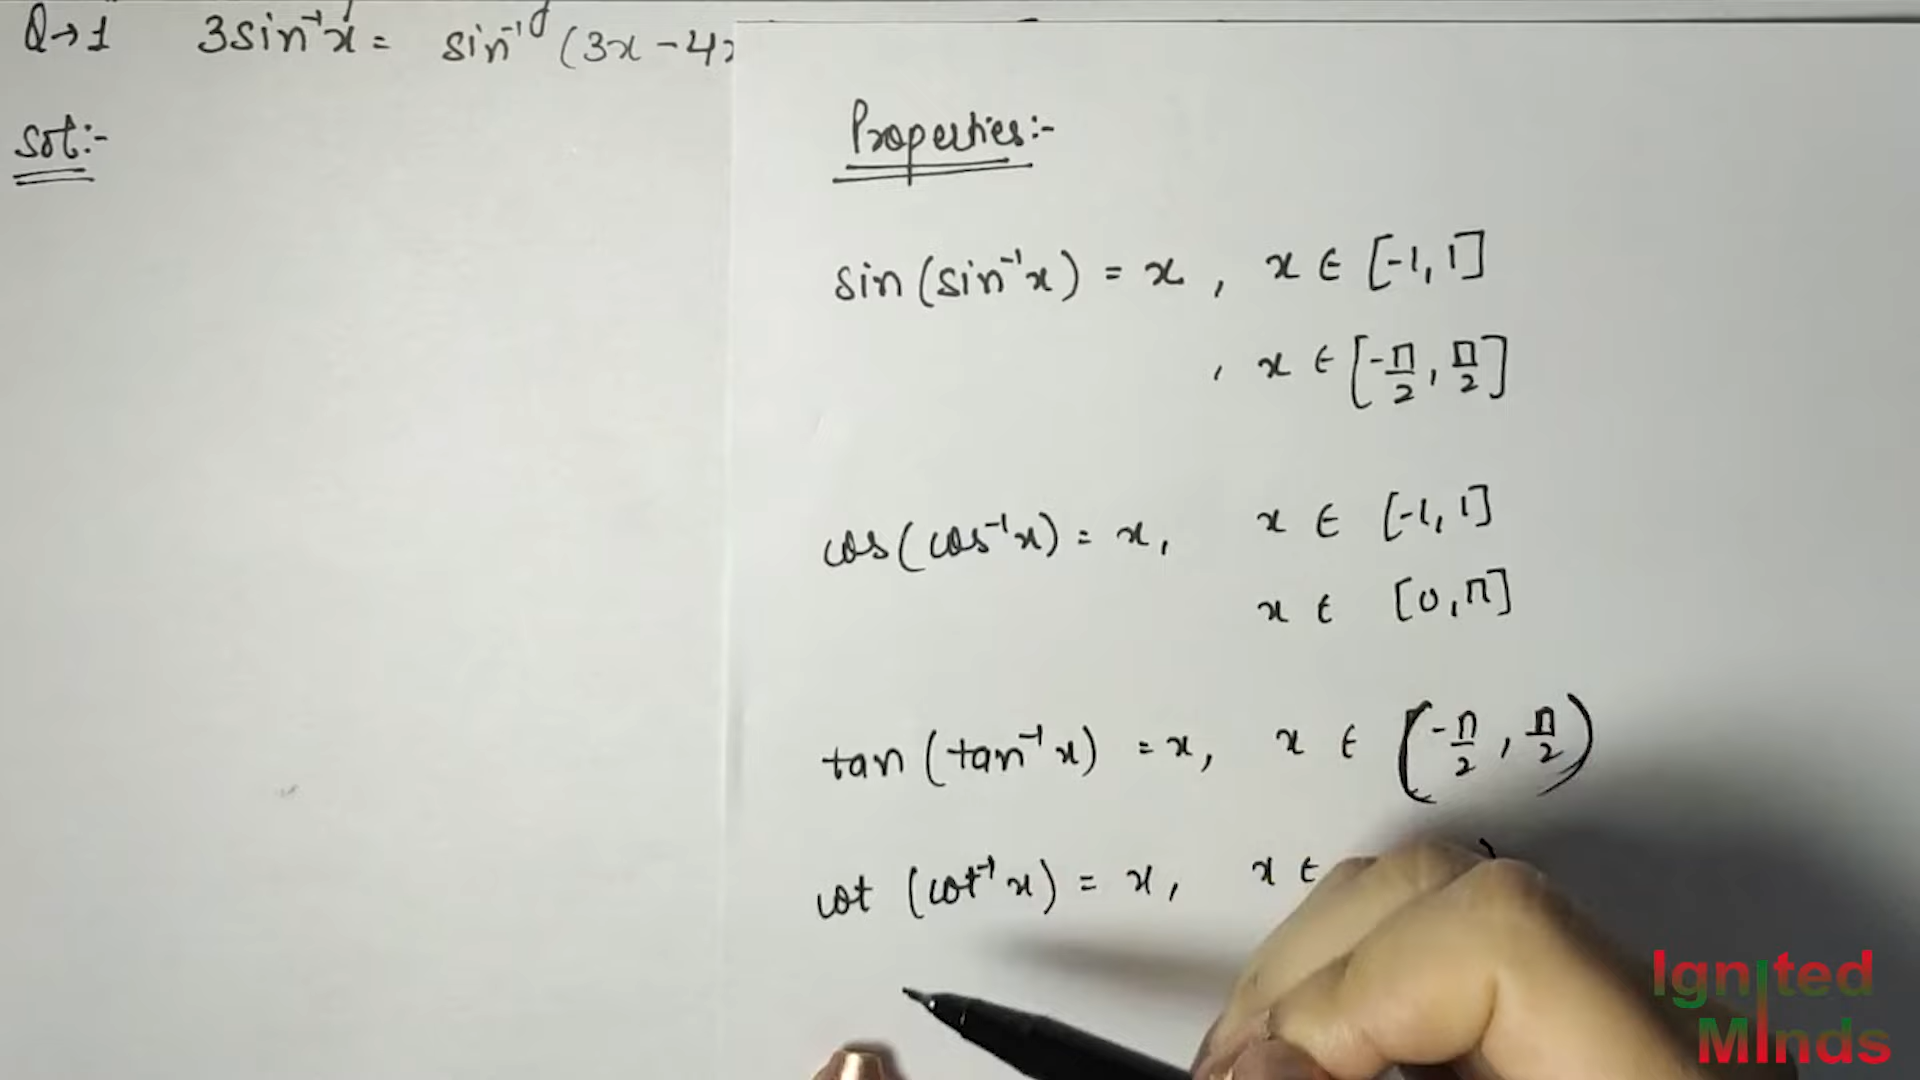 Q→1 3sin⁻¹x = sin⁻¹(3x-4x
Sol:-
Properties:-
sin(sin⁻¹x) = x , x ∈ [-1, 1]
, x ∈ [-π/2, π/2]
cos(cos⁻¹x) = x, x ∈ [-1, 1]
x ∈ [0, π]
tan(tan⁻¹x) = x, x ∈ (-π/2, π/2)
cot(cot⁻¹x) = x, x ∈
Ignited
Minds